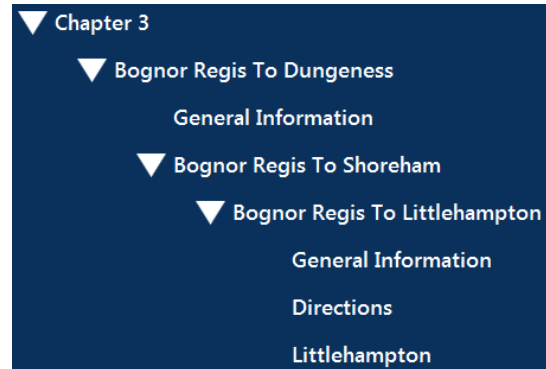 Chapter 3
Bognor Regis To Dungeness
General Information
Bognor Regis To Shoreham
Bognor Regis To Littlehampton
General Information
Directions
Littlehampton